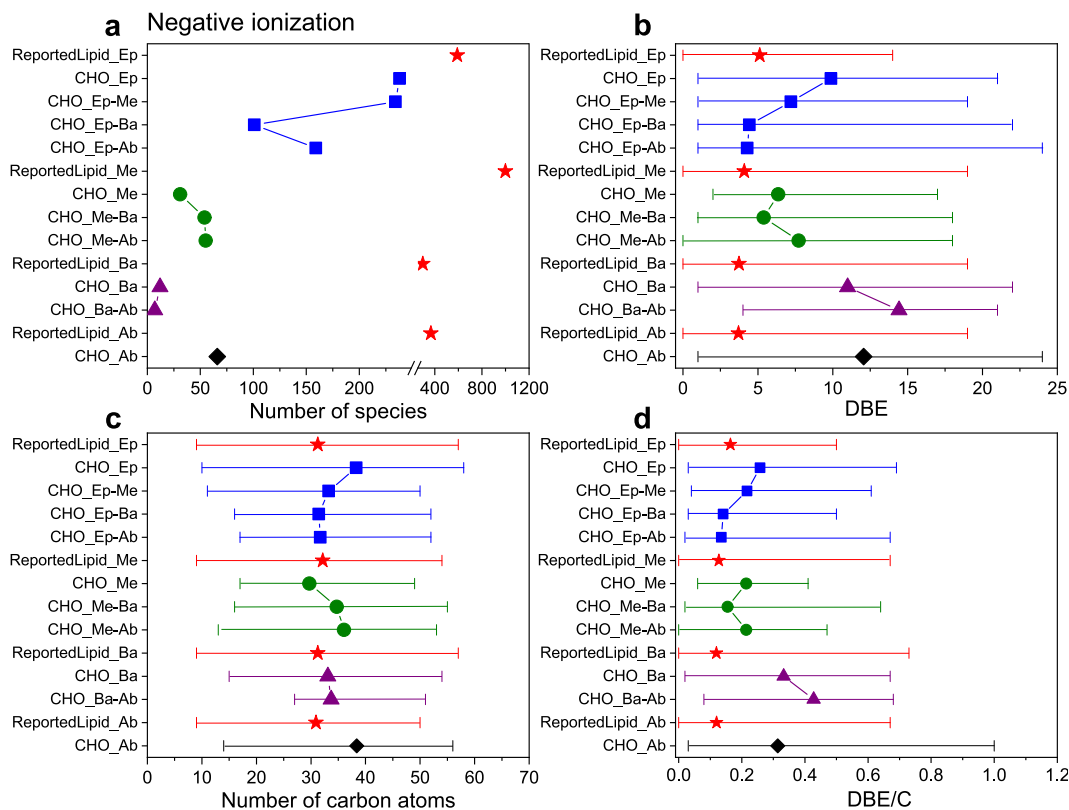 a Negative ionization
ReportedLipid_Ep
CHO_Ep
CHO_Ep-Me
CHO_Ep-Ba
CHO_Ep-Ab
ReportedLipid_Me
CHO_Me
CHO_Me-Ba
CHO_Me-Ab
ReportedLipid_Ba
CHO_Ba
CHO_Ba-Ab
ReportedLipid_Ab
CHO_Ab
0 50 100 150 200 400 800 1200
Number of species
b
ReportedLipid_Ep
CHO_Ep
CHO_Ep-Me
CHO_Ep-Ba
CHO_Ep-Ab
ReportedLipid_Me
CHO_Me
CHO_Me-Ba
CHO_Me-Ab
ReportedLipid_Ba
CHO_Ba
CHO_Ba-Ab
ReportedLipid_Ab
CHO_Ab
0 5 10 15 20 25
DBE
c
ReportedLipid_Ep
CHO_Ep
CHO_Ep-Me
CHO_Ep-Ba
CHO_Ep-Ab
ReportedLipid_Me
CHO_Me
CHO_Me-Ba
CHO_Me-Ab
ReportedLipid_Ba
CHO_Ba
CHO_Ba-Ab
ReportedLipid_Ab
CHO_Ab
0 10 20 30 40 50 60 70
Number of carbon atoms
d
ReportedLipid_Ep
CHO_Ep
CHO_Ep-Me
CHO_Ep-Ba
CHO_Ep-Ab
ReportedLipid_Me
CHO_Me
CHO_Me-Ba
CHO_Me-Ab
ReportedLipid_Ba
CHO_Ba
CHO_Ba-Ab
ReportedLipid_Ab
CHO_Ab
0.0 0.2 0.4 0.6 0.8 1.0 1.2
DBE/C